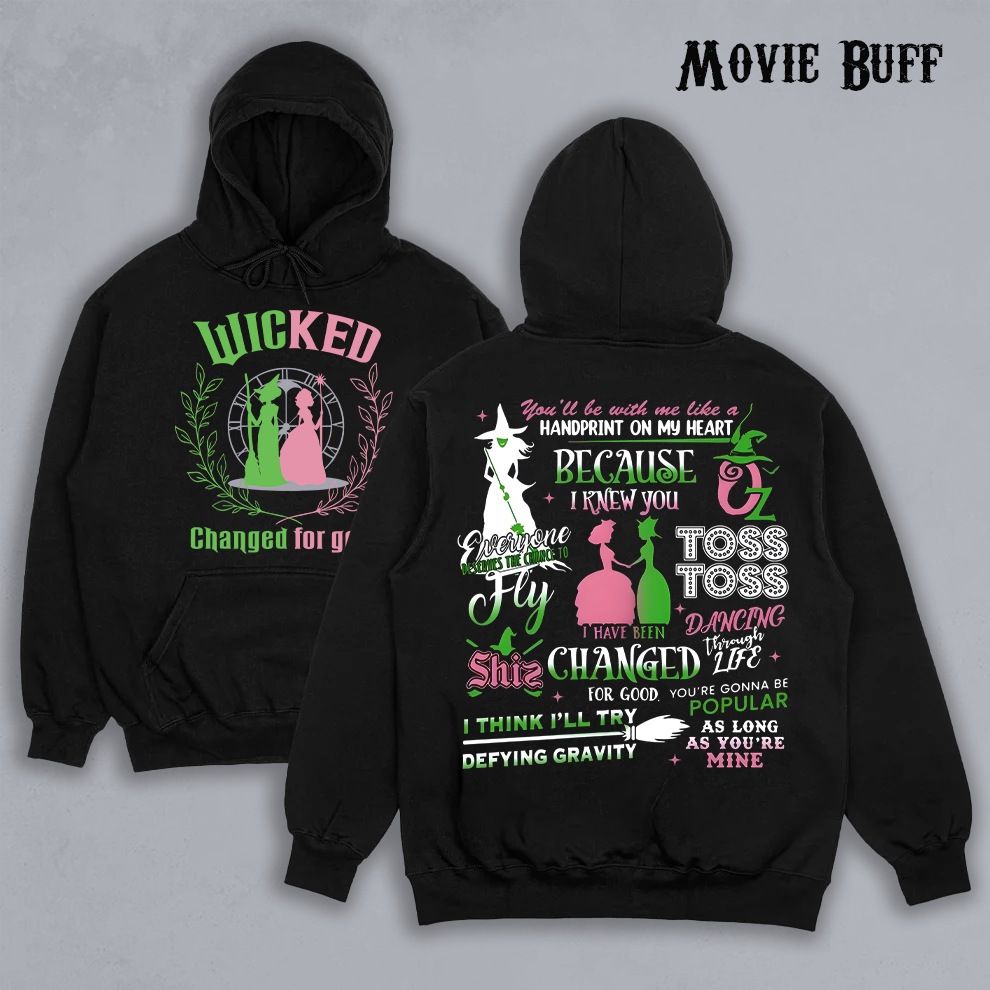 MOVIE BUFF
WICKED
Changed for go
You'll be with me like a
HANDPRINT ON MY HEART
BECAUSE
I KNEW YOU
OZ
Everyone
DESERVES THE CHANCE TO
Fly
TOSS
TOSS
I HAVE BEEN
CHANGED
FOR GOOD.
DANCING
through
LIFE
Shiz
YOU'RE GONNA BE
POPULAR
I THINK I'LL TRY
DEFYING GRAVITY
AS LONG
AS YOU'RE
MINE